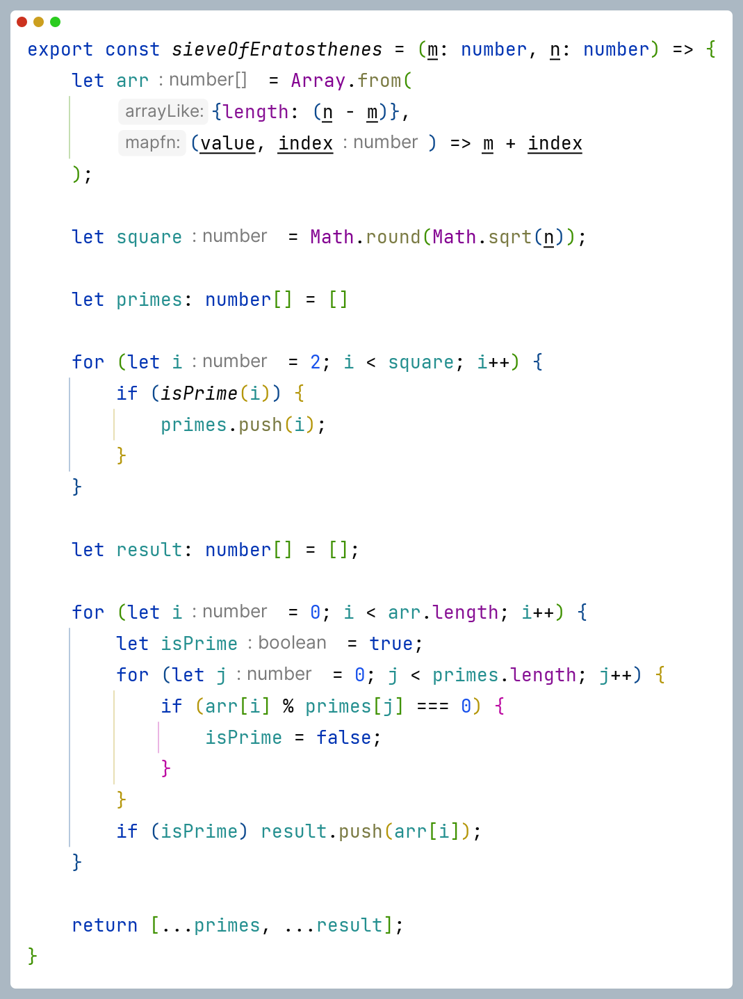 export const sieveOfEratosthenes = (m: number, n: number) => {
let arr : number[] = Array.from(
arrayLike: {length: (n - m)},
mapfn: (value, index : number ) => m + index
);
let square : number = Math.round(Math.sqrt(n));
let primes: number[] = []
for (let i : number = 2; i < square; i++) {
if (isPrime(i)) {
primes.push(i);
}
}
let result: number[] = [];
for (let i : number = 0; i < arr.length; i++) {
let isPrime : boolean = true;
for (let j : number = 0; j < primes.length; j++) {
if (arr[i] % primes[j] === 0) {
isPrime = false;
}
}
if (isPrime) result.push(arr[i]);
}
return [...primes, ...result];
}